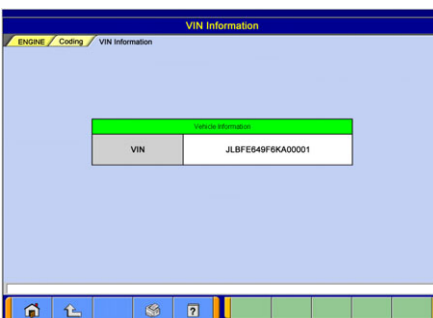 VIN Information
ENGINE Coding VIN Information
Vehicle Information
VIN JLBFE649F6KA00001
?